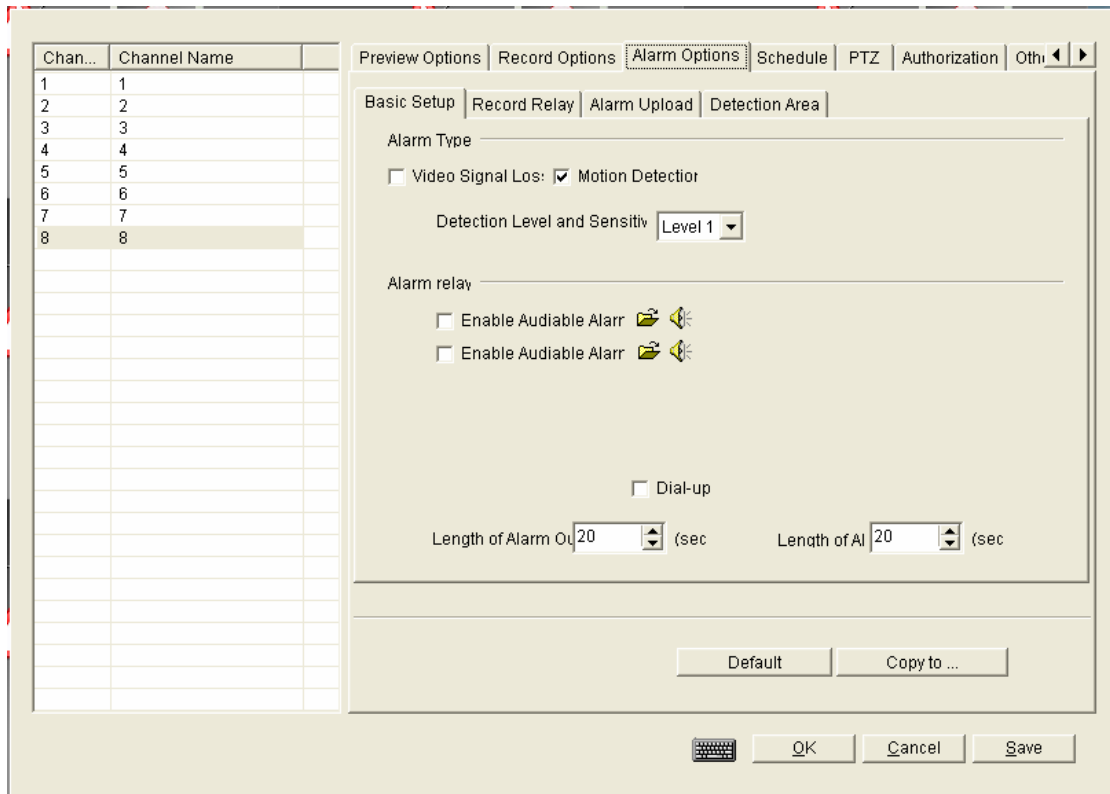 Chan... Channel Name
1 1
2 2
3 3
4 4
5 5
6 6
7 7
8 8
Preview Options Record Options Alarm Options Schedule PTZ Authorization Oth
Basic Setup Record Relay Alarm Upload Detection Area
Alarm Type
Video Signal Los: Motion Detection
Detection Level and Sensitiv Level 1
Alarm relay
Enable Audiable Alarr
Enable Audiable Alarr
Dial-up
Length of Alarm Ou 20 (sec Length of Al 20 (sec
Default Copy to ...
OK Cancel Save